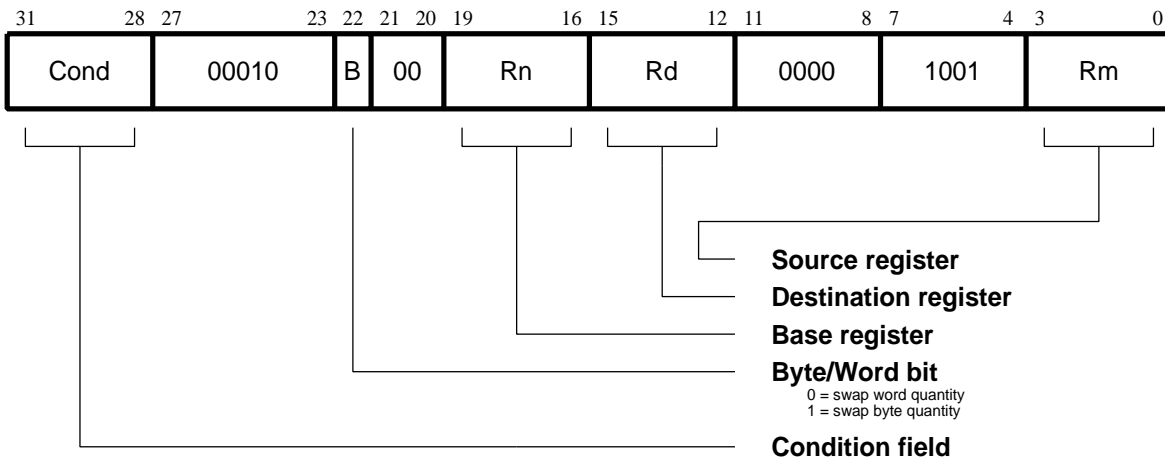 31 28 27 23 22 21 20 19 16 15 12 11 8 7 4 3 0
Cond 00010 B 00 Rn Rd 0000 1001 Rm
Source register
Destination register
Base register
Byte/Word bit
0 = swap word quantity
1 = swap byte quantity
Condition field